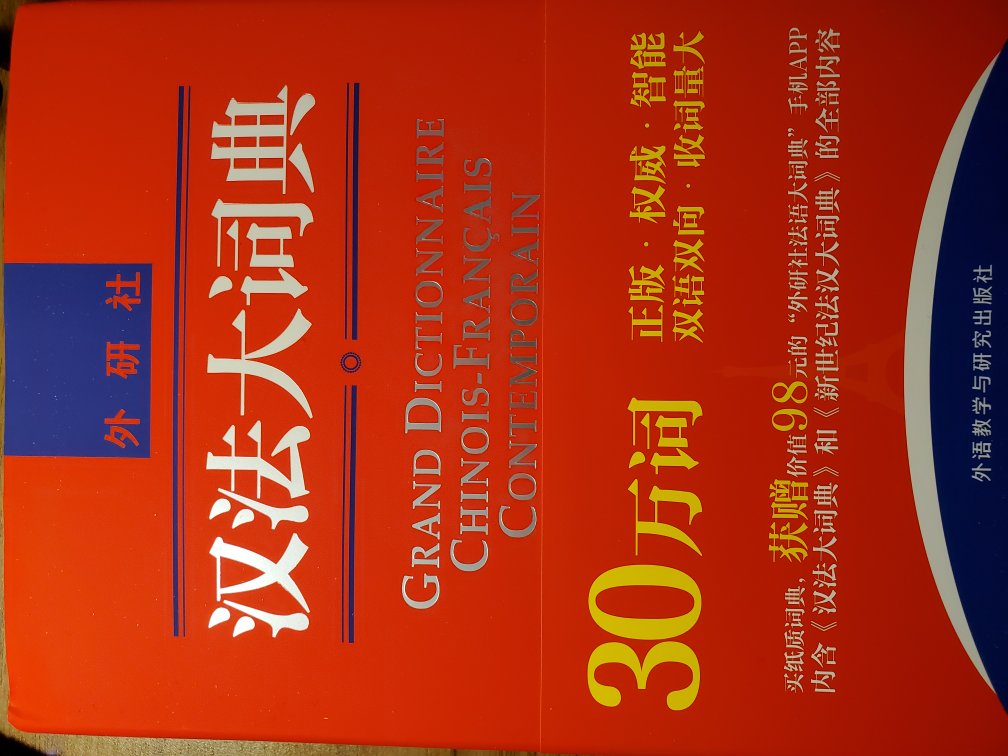 外研社
汉法大词典
GRAND DICTIONNAIRE
CHINOIS-FRANÇAIS
CONTEMPORAIN
30万词
正版·权威·智能
双语双向·收词量大
买纸质词典，获赠价值98元的“外研社法语大词典”手机APP
内含《汉法大词典》和《新世纪法汉大词典》的全部内容
外语教学与研究出版社